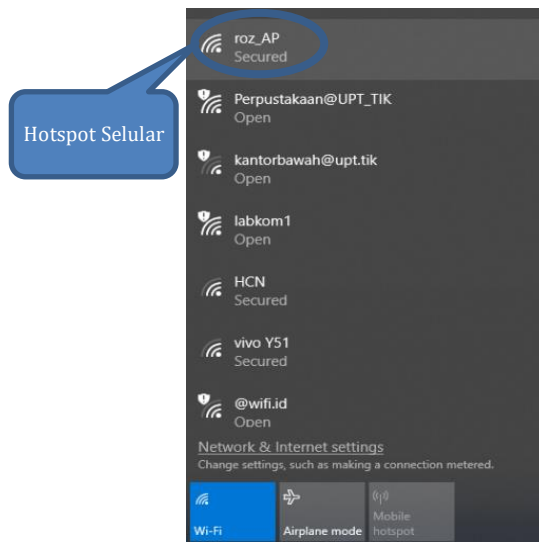 roz_AP
Secured
Hotspot Selular
Perpustakaan@UPT_TIK
Open
kantorbawah@upt.tik
Open
labkom1
Open
HCN
Secured
vivo Y51
Secured
@wifi.id
Open
Network & Internet settings
Change settings, such as making a connection metered.
Wi-Fi
Airplane mode
Mobile
hotspot